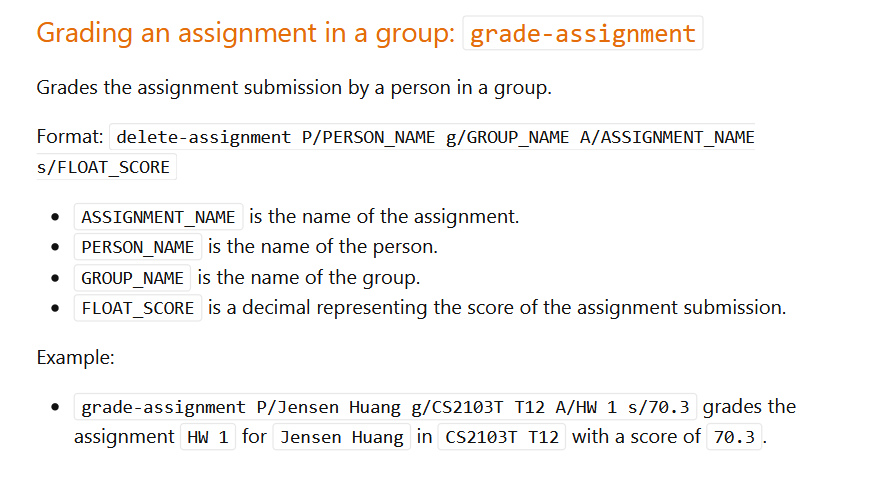 Grading an assignment in a group: grade-assignment
Grades the assignment submission by a person in a group.
Format: delete-assignment P/PERSON_NAME g/GROUP_NAME A/ASSIGNMENT_NAME
s/FLOAT_SCORE
ASSIGNMENT_NAME is the name of the assignment.
PERSON_NAME is the name of the person.
GROUP_NAME is the name of the group.
FLOAT_SCORE is a decimal representing the score of the assignment submission.
Example:
grade-assignment P/Jensen Huang g/CS2103T T12 A/HW 1 s/70.3 grades the
assignment HW 1 for Jensen Huang in CS2103T T12 with a score of 70.3.